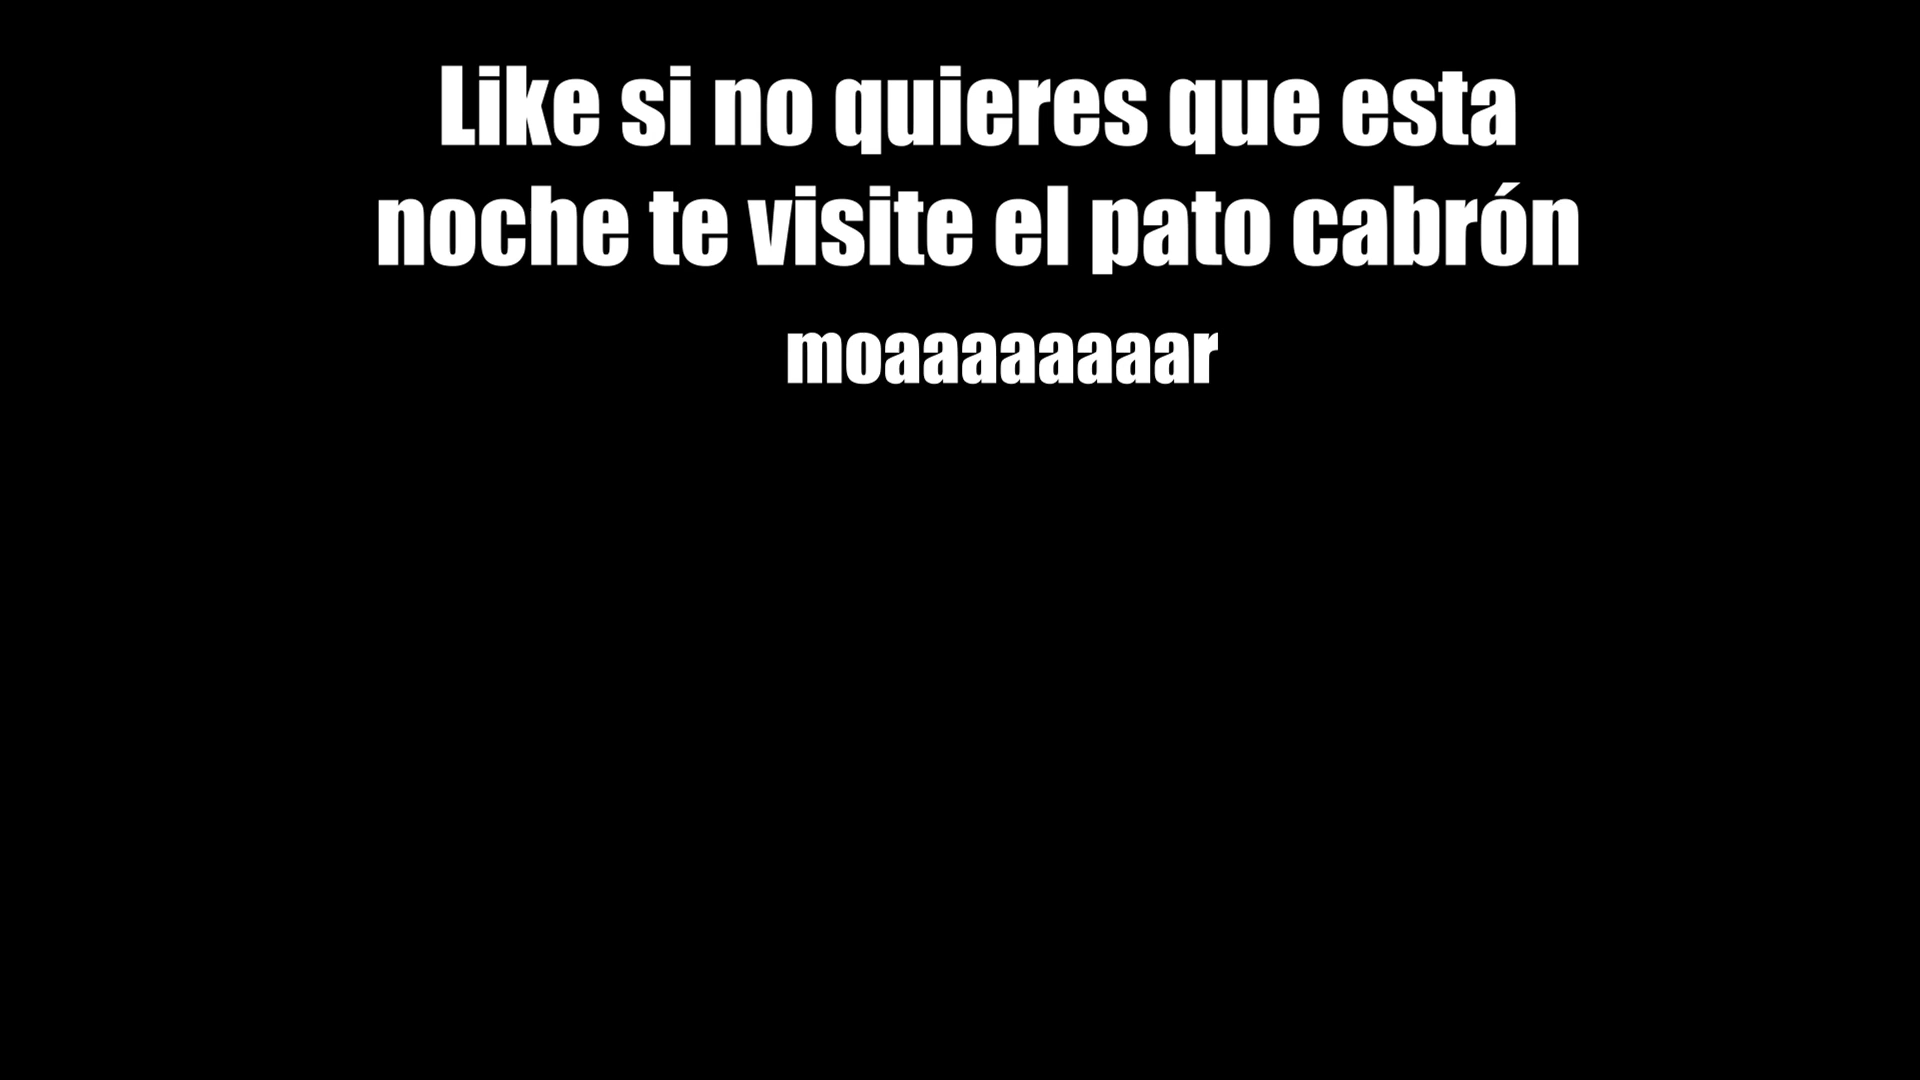 Like si no quieres que esta
noche te visite el pato cabrón
moaaaaaaaar